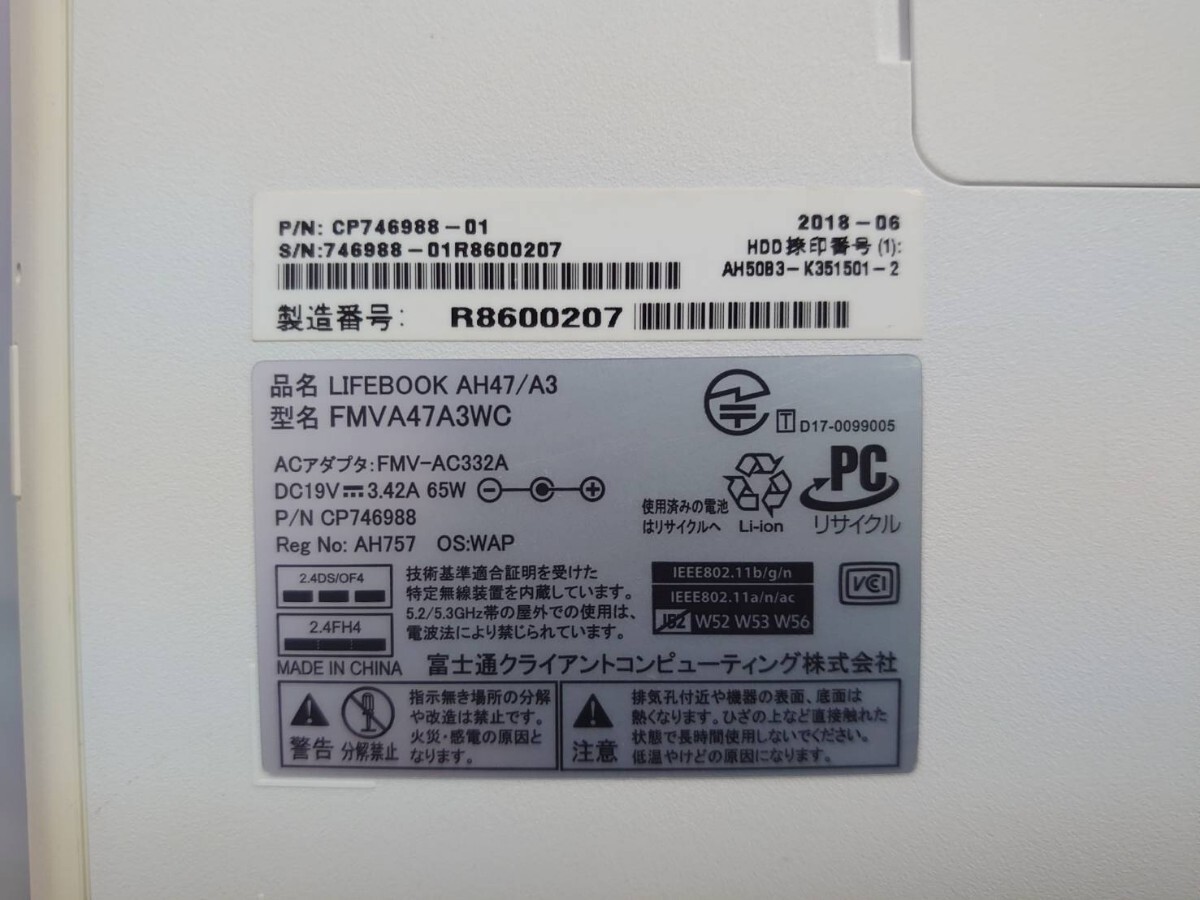 P/N: CP746988-01
2018-06
S/N:746988-01R8600207
HDD捺印番号(1):
AH50B3-K351501-2
製造番号: R8600207
品名 LIFEBOOK AH47/A3
型名 FMVA47A3WC
T D17-0099005
ACアダプタ:FMV-AC332A
DC19V⎓3.42A 65W
P/N CP746988
Reg No: AH757 OS:WAP
使用済みの電池
はリサイクルへ
Li-ion
PC
リサイクル
2.4DS/OF4
2.4FH4
技術基準適合証明を受けた
特定無線装置を内蔵しています。
5.2/5.3GHz帯の屋外での使用は、
電波法により禁じられています。
IEEE802.11b/g/n
IEEE802.11a/n/ac
J52 W52 W53 W56
VCI
MADE IN CHINA 富士通クライアントコンピューティング株式会社
警告
分解禁止
指示無き場所の分解
や改造は禁止です。
火災・感電の原因と
なります。
注意
排気孔付近や機器の表面、底面は
熱くなります。ひざの上など直接触れた
状態で長時間使用しないでください。
低温やけどの原因になります。